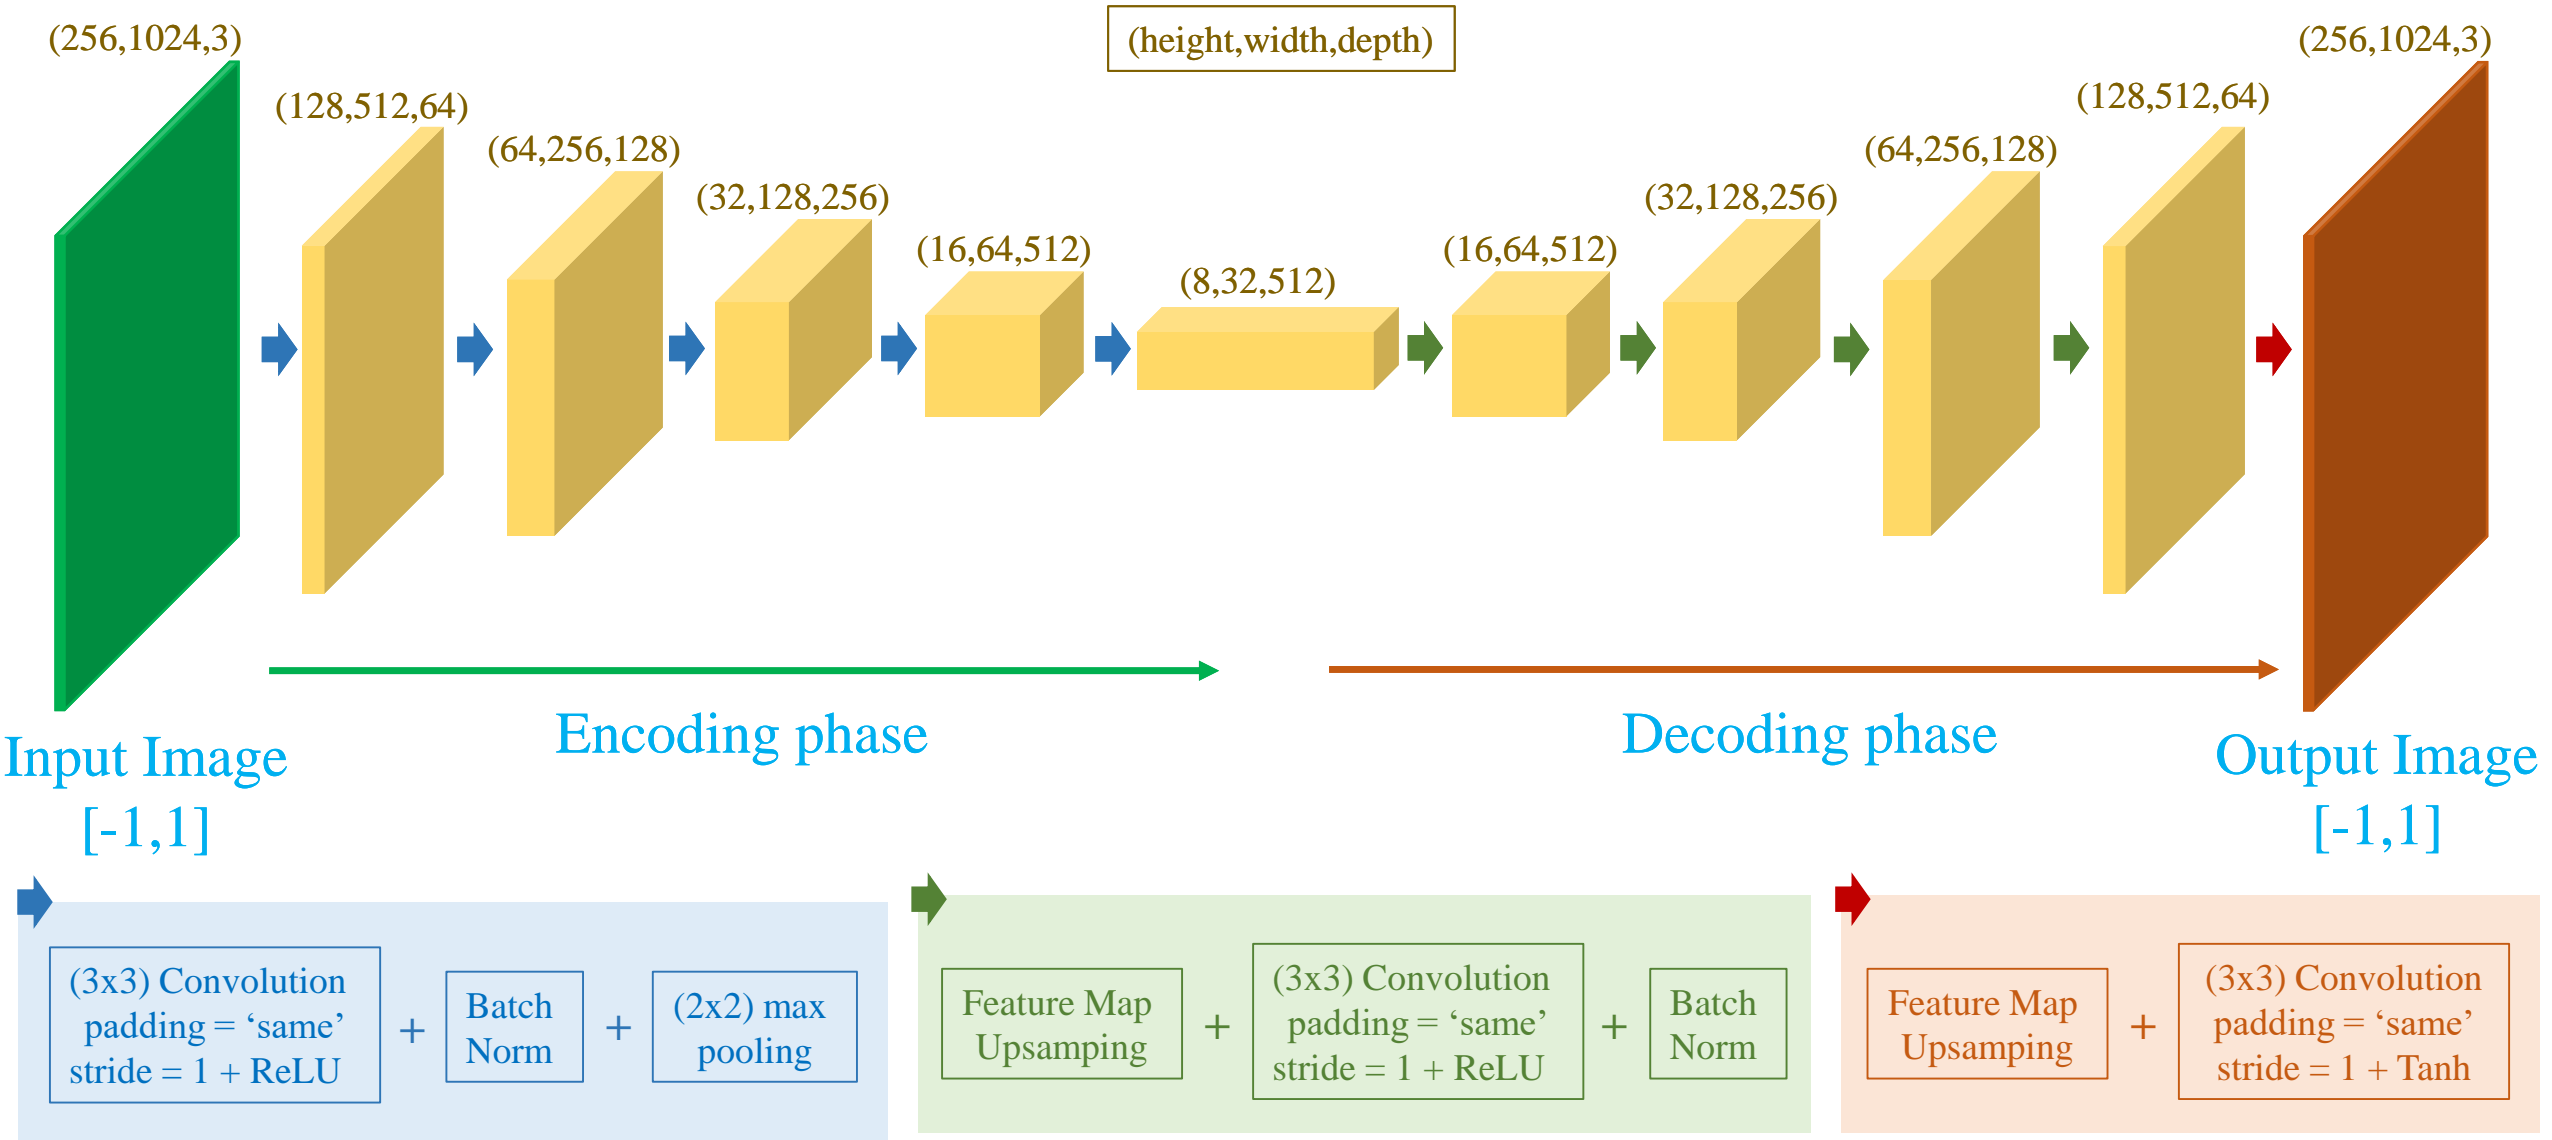 (256,1024,3)
(128,512,64)
(64,256,128)
(32,128,256)
(16,64,512)
(8,32,512)
(height,width,depth)
(16,64,512)
(32,128,256)
(64,256,128)
(128,512,64)
(256,1024,3)
Encoding phase
Decoding phase
Input Image
[-1,1]
Output Image
[-1,1]
(3x3) Convolution
padding = ‘same’
stride = 1 + ReLU
+
Batch
Norm
+
(2x2) max
pooling
Feature Map
Upsamping
+
(3x3) Convolution
padding = ‘same’
stride = 1 + ReLU
+
Batch
Norm
Feature Map
Upsamping
+
(3x3) Convolution
padding = ‘same’
stride = 1 + Tanh